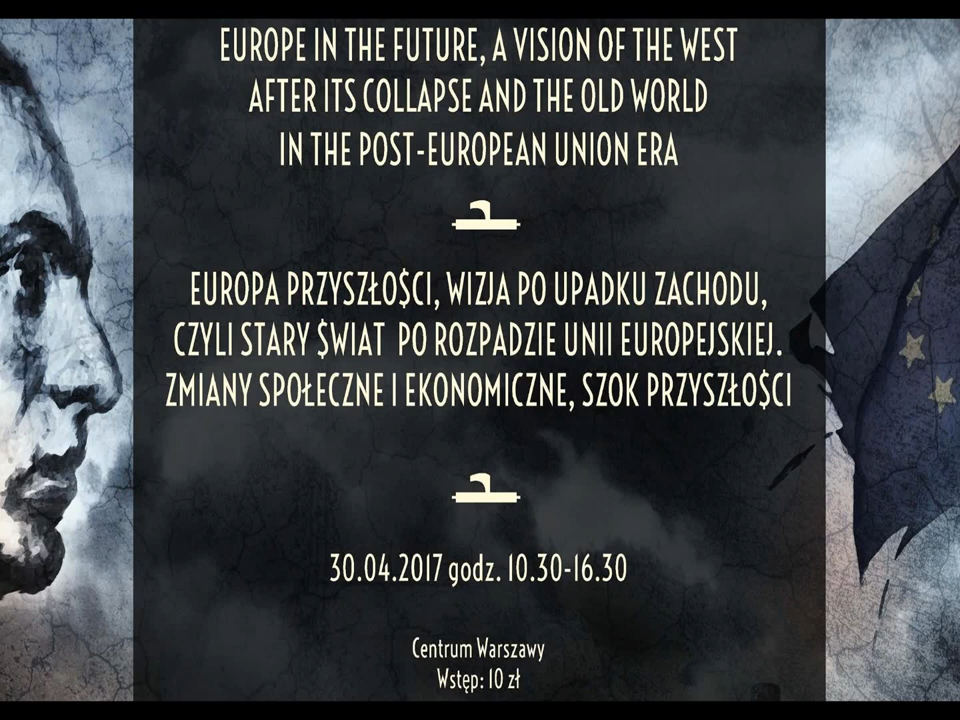 EUROPE IN THE FUTURE, A VISION OF THE WEST
AFTER ITS COLLAPSE AND THE OLD WORLD
IN THE POST-EUROPEAN UNION ERA
EUROPA PRZYSZŁOŚCI, WIZJA PO UPADKU ZACHODU,
CZYLI STARY ŚWIAT PO ROZPADZIE UNII EUROPEJSKIEJ.
ZMIANY SPOŁECZNE I EKONOMICZNE, SZOK PRZYSZŁOŚCI
30.04.2017 godz. 10.30-16.30
Centrum Warszawy
Wstęp: 10 zł